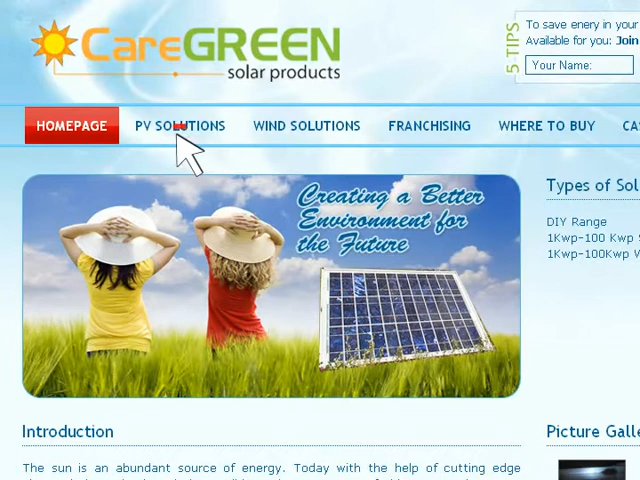 CareGREEN
solar products
5 TIPS
To save enery in your
Available for you: Join
Your Name:
HOMEPAGE PV SOLUTIONS WIND SOLUTIONS FRANCHISING WHERE TO BUY
Creating a Better
Environment for
the Future
Types of Sol
DIY Range
1Kwp-100 Kwp
1Kwp-100Kwp W
Introduction
The sun is an abundant source of energy. Today with the help of cutting edge
Picture Galle